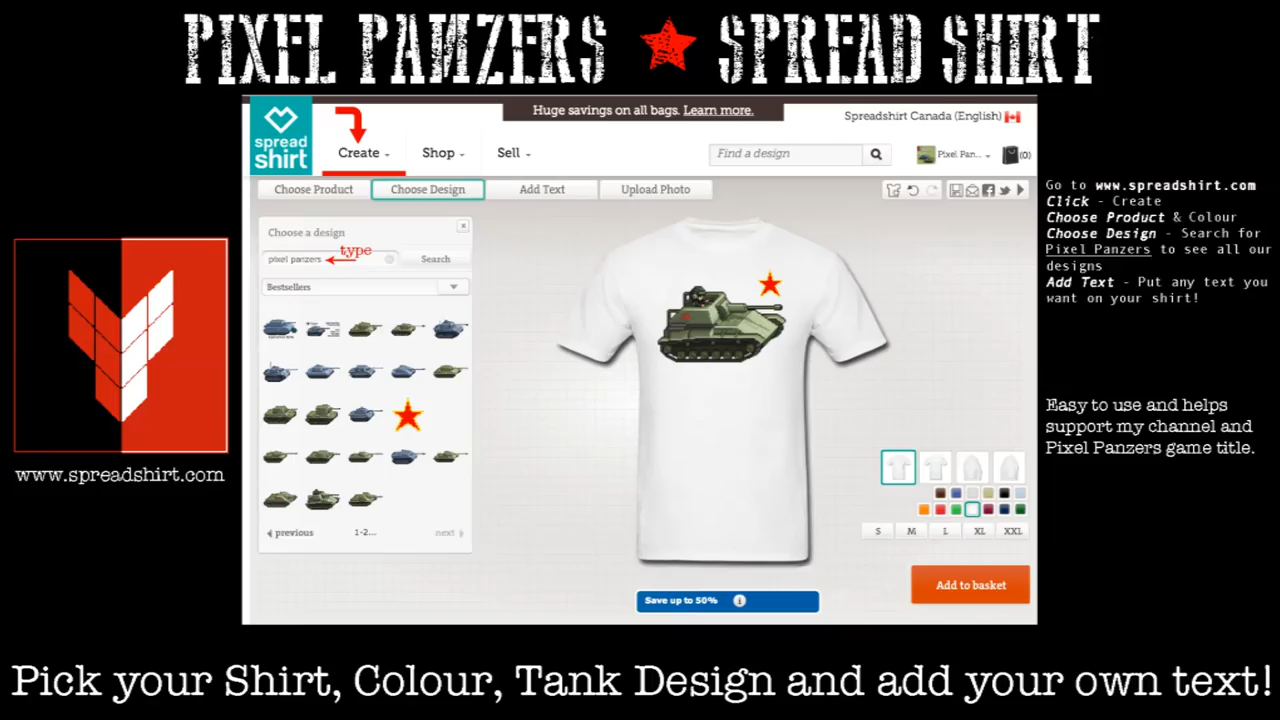 PIXEL PANZERS ★ SPREAD SHIRT
Huge savings on all bags. Learn more.
Spreadshirt Canada (English)
spread
shirt
Create
Shop
Sell
Find a design
Pixel Pan...
(0)
Choose Product
Choose Design
Add Text
Upload Photo
Choose a design
type
pixel panzers
Search
Bestsellers
previous
1-2...
next
S M L XL XXL
Add to basket
Save up to 50%
www.spreadshirt.com
Go to www.spreadshirt.com
Click - Create
Choose Product & Colour
Choose Design - Search for
Pixel Panzers to see all our
designs
Add Text - Put any text you
want on your shirt!
Easy to use and helps
support my channel and
Pixel Panzers game title.
Pick your Shirt, Colour, Tank Design and add your own text!